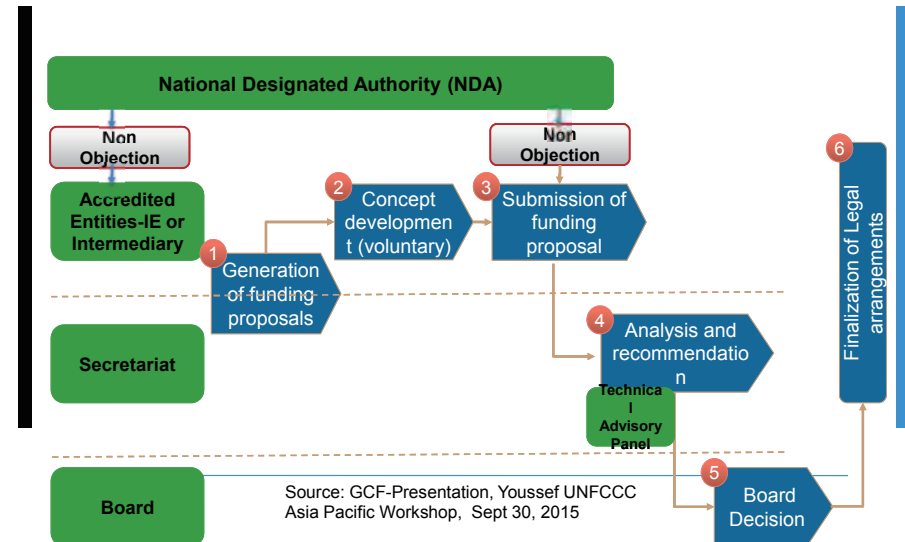 National Designated Authority (NDA)
Non
Objection
Non
Objection
6
Accredited
Entities-IE or
Intermediary
2
Concept
developmen
t (voluntary)
3
Submission of
funding
proposal
1
Generation
of funding
proposals
Finalization of Legal
arrangements
Secretariat
4
Analysis and
recommendatio
n
Technica
l
Advisory
Panel
Board
Source: GCF-Presentation, Youssef UNFCCC
Asia Pacific Workshop, Sept 30, 2015
5
Board
Decision